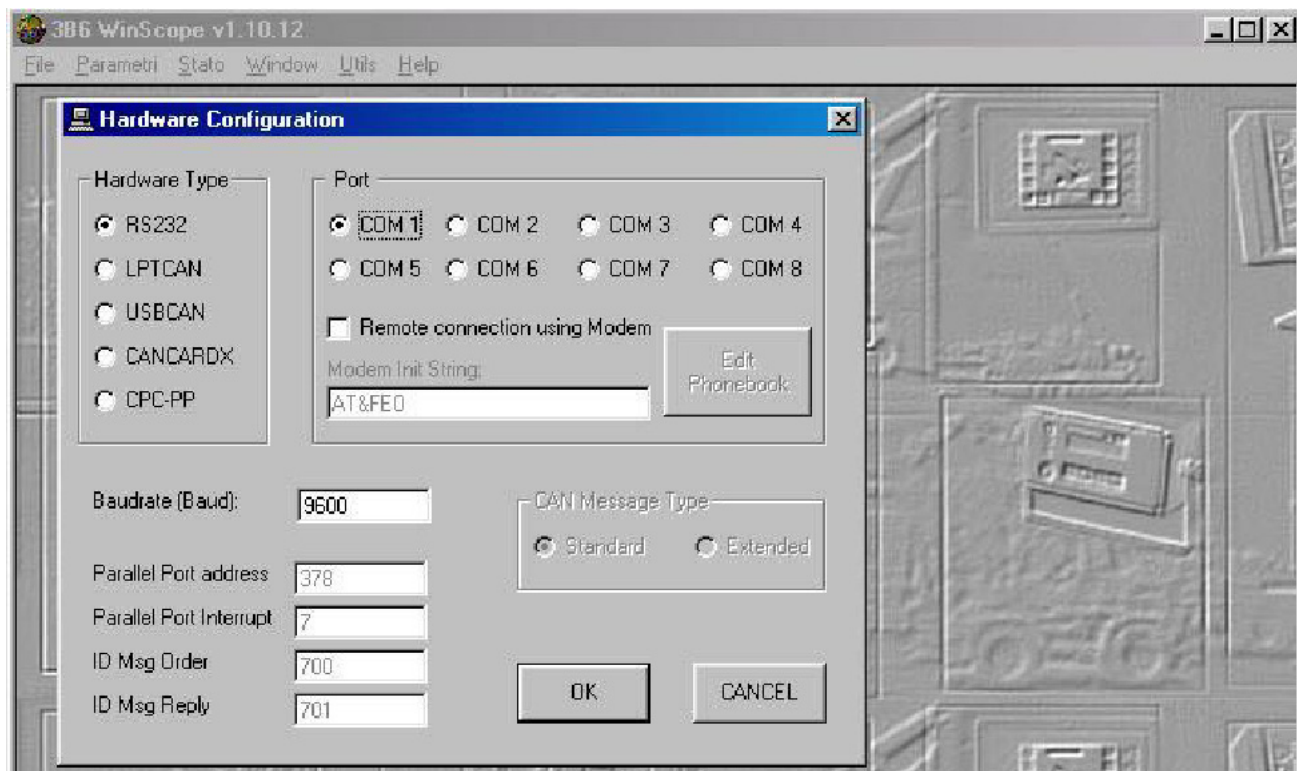 3B6 WinScope v1.10.12
File Parametri Stato Window Utils Help
Hardware Configuration
Hardware Type
RS232
LPTCAN
USBCAN
CANCARDX
CPC-PP
Port
COM 1 COM 2 COM 3 COM 4
COM 5 COM 6 COM 7 COM 8
Remote connection using Modem
Modem Init String:
AT&FE0
Edit
Phonebook
Baudrate (Baud): 9600
CAN Message Type
Standard Extended
Parallel Port address 378
Parallel Port Interrupt 7
ID Msg Order 700
ID Msg Reply 701
OK CANCEL